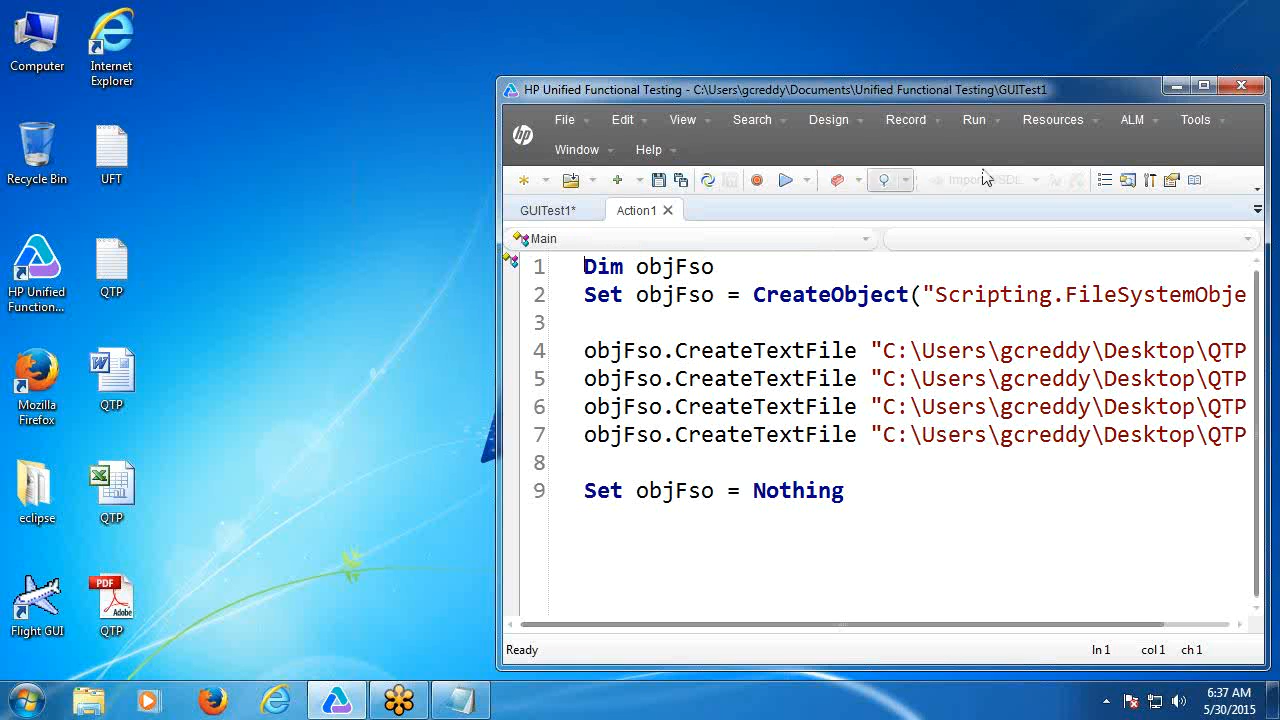 Computer
Internet
Explorer
Recycle Bin
UFT
HP Unified
Function...
QTP
Mozilla
Firefox
QTP
eclipse
QTP
Flight GUI
PDF
Adobe
QTP
HP Unified Functional Testing - C:\Users\gcreddy\Documents\Unified Functional Testing\GUITest1
hp
File Edit View Search Design Record Run Resources ALM Tools
Window Help
GUITest1* Action1
Main
1 Dim objFso
2 Set objFso = CreateObject("Scripting.FileSystemObje
3
4 objFso.CreateTextFile "C:\Users\gcreddy\Desktop\QTP
5 objFso.CreateTextFile "C:\Users\gcreddy\Desktop\QTP
6 objFso.CreateTextFile "C:\Users\gcreddy\Desktop\QTP
7 objFso.CreateTextFile "C:\Users\gcreddy\Desktop\QTP
8
9 Set objFso = Nothing
Ready ln 1 col 1 ch 1
6:37 AM
5/30/2015